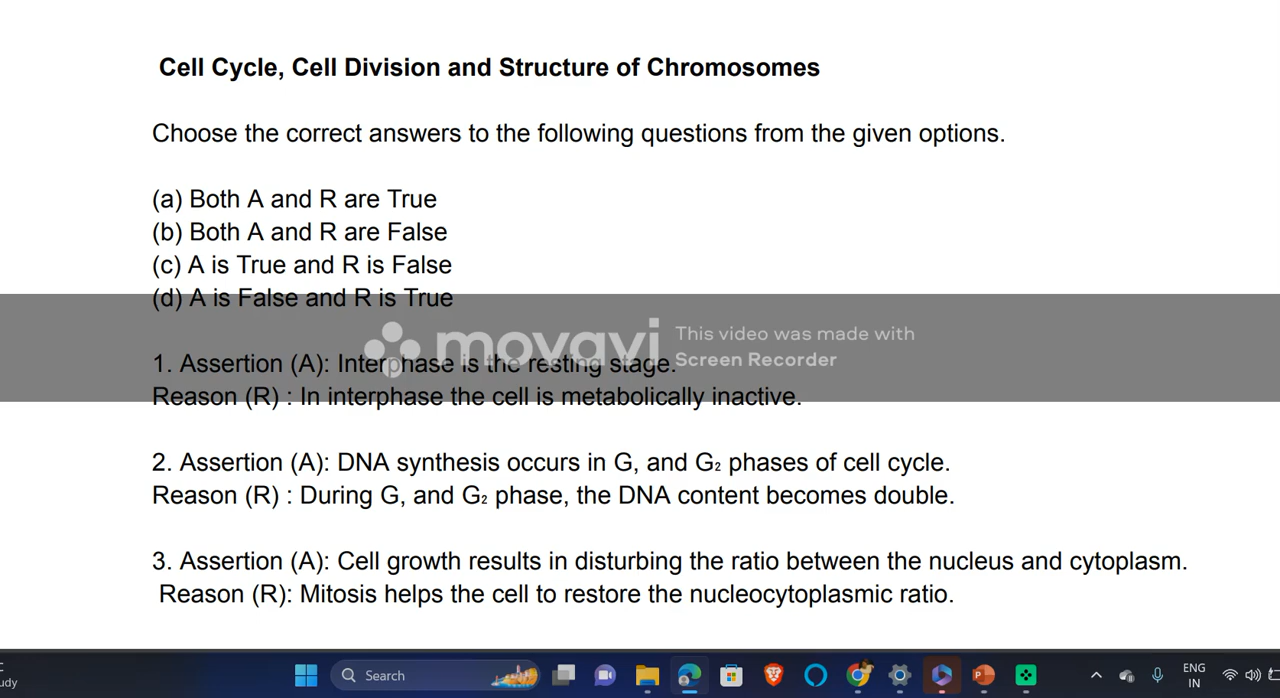 Cell Cycle, Cell Division and Structure of Chromosomes
Choose the correct answers to the following questions from the given options.
(a) Both A and R are True
(b) Both A and R are False
(c) A is True and R is False
(d) A is False and R is True
movavi
This video was made with
Screen Recorder
1. Assertion (A): Interphase is the resting stage.
Reason (R) : In interphase the cell is metabolically inactive.
2. Assertion (A): DNA synthesis occurs in G, and G₂ phases of cell cycle.
Reason (R) : During G, and G₂ phase, the DNA content becomes double.
3. Assertion (A): Cell growth results in disturbing the ratio between the nucleus and cytoplasm.
Reason (R): Mitosis helps the cell to restore the nucleocytoplasmic ratio.
Search
ENG
IN